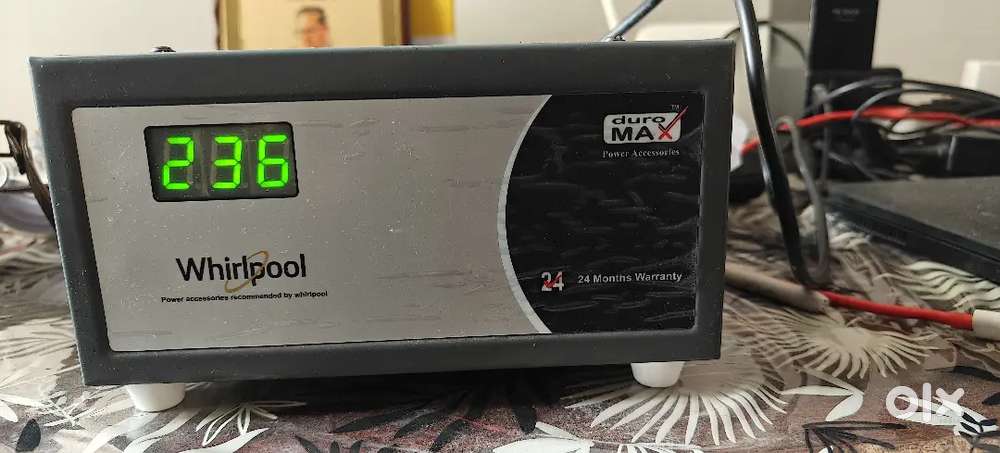 236
duro
MAX
TM
Power Accessories
Whirlpool
Power accessories recommended by whirlpool
24 24 Months Warranty
olx